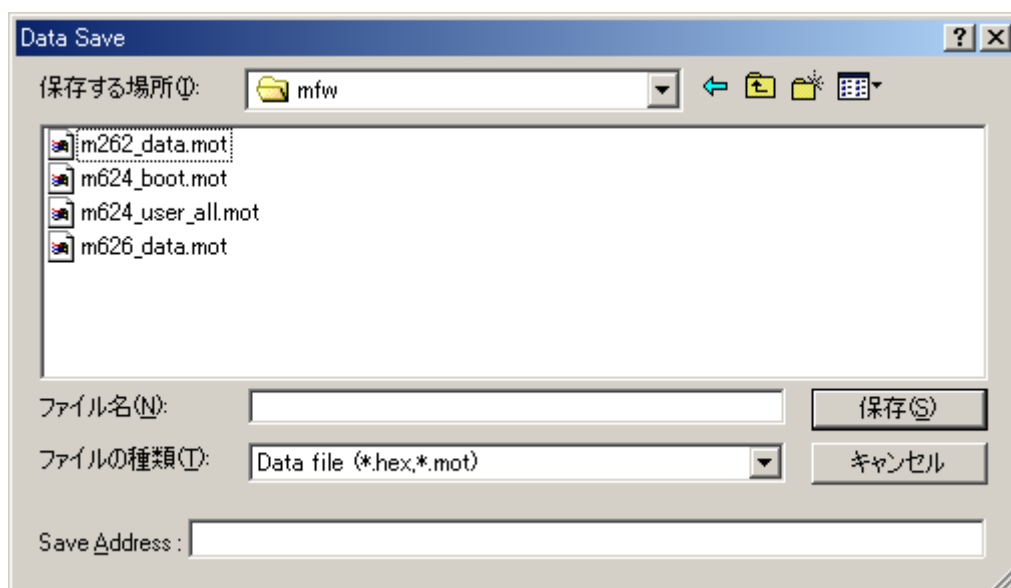 Data Save
保存する場所(I): mfw
m262_data.mot
m624_boot.mot
m624_user_all.mot
m626_data.mot
ファイル名(N): 保存(S)
ファイルの種類(T): Data file (*.hex,*.mot) キャンセル
Save Address :